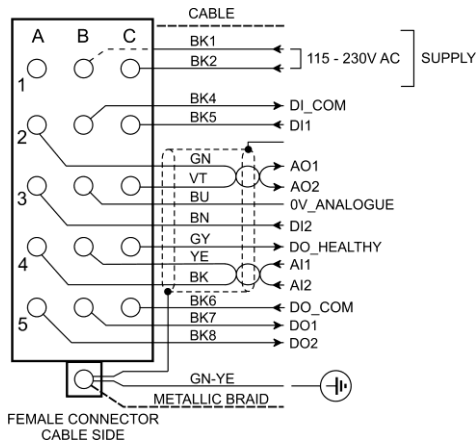 CABLE
A B C
BK1
BK2
115 - 230V AC
SUPPLY
1
BK4
DI_COM
BK5
DI1
2
GN
AO1
VT
AO2
3
BU
0V_ANALOGUE
BN
DI2
GY
DO_HEALTHY
4
YE
AI1
BK
AI2
BK6
DO_COM
5
BK7
DO1
BK8
DO2
GN-YE
METALLIC BRAID
FEMALE CONNECTOR
CABLE SIDE